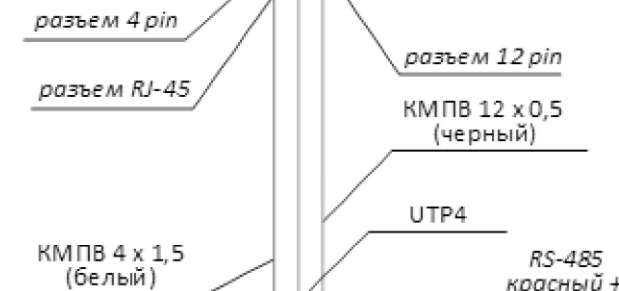 разъем 4 pin
разъем RJ-45
разъем 12 pin
КМПВ 12 х 0,5
(черный)
UTP4
КМПВ 4 х 1,5
(белый)
RS-485
красный +